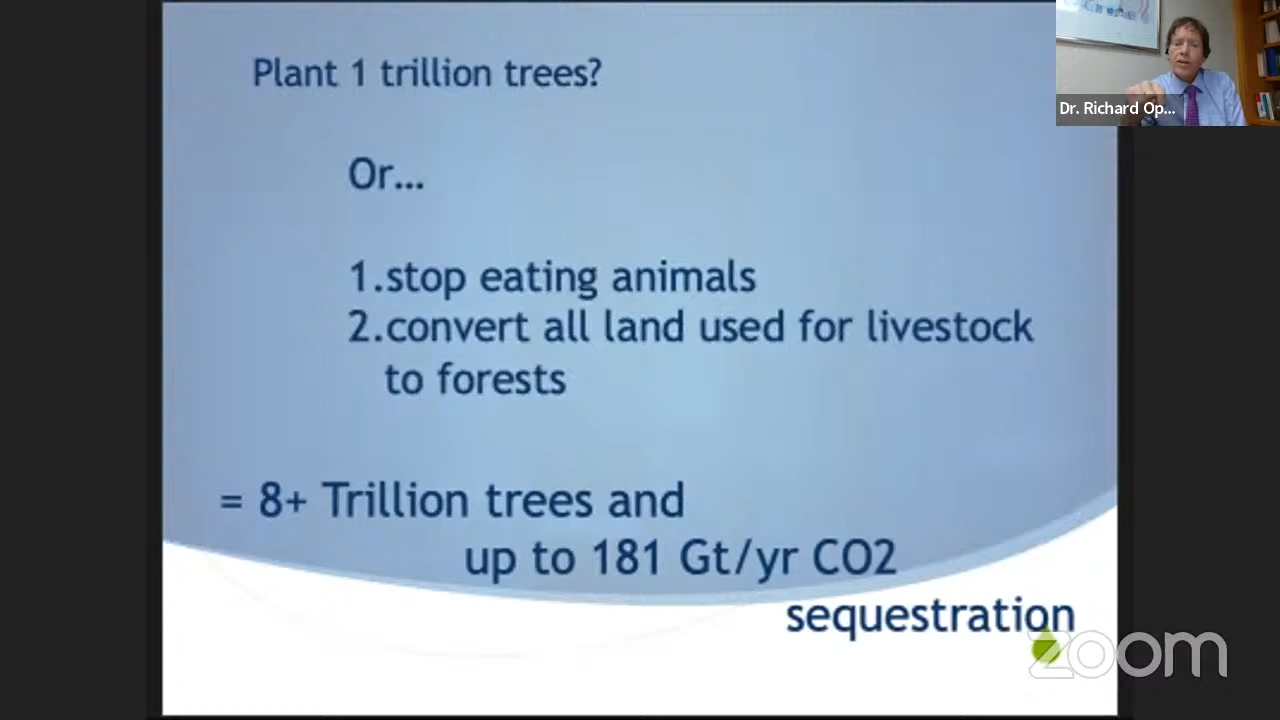 Plant 1 trillion trees?
Dr. Richard Op...
Or...
1.stop eating animals
2.convert all land used for livestock
to forests
= 8+ Trillion trees and
up to 181 Gt/yr CO2
sequestration
zoom